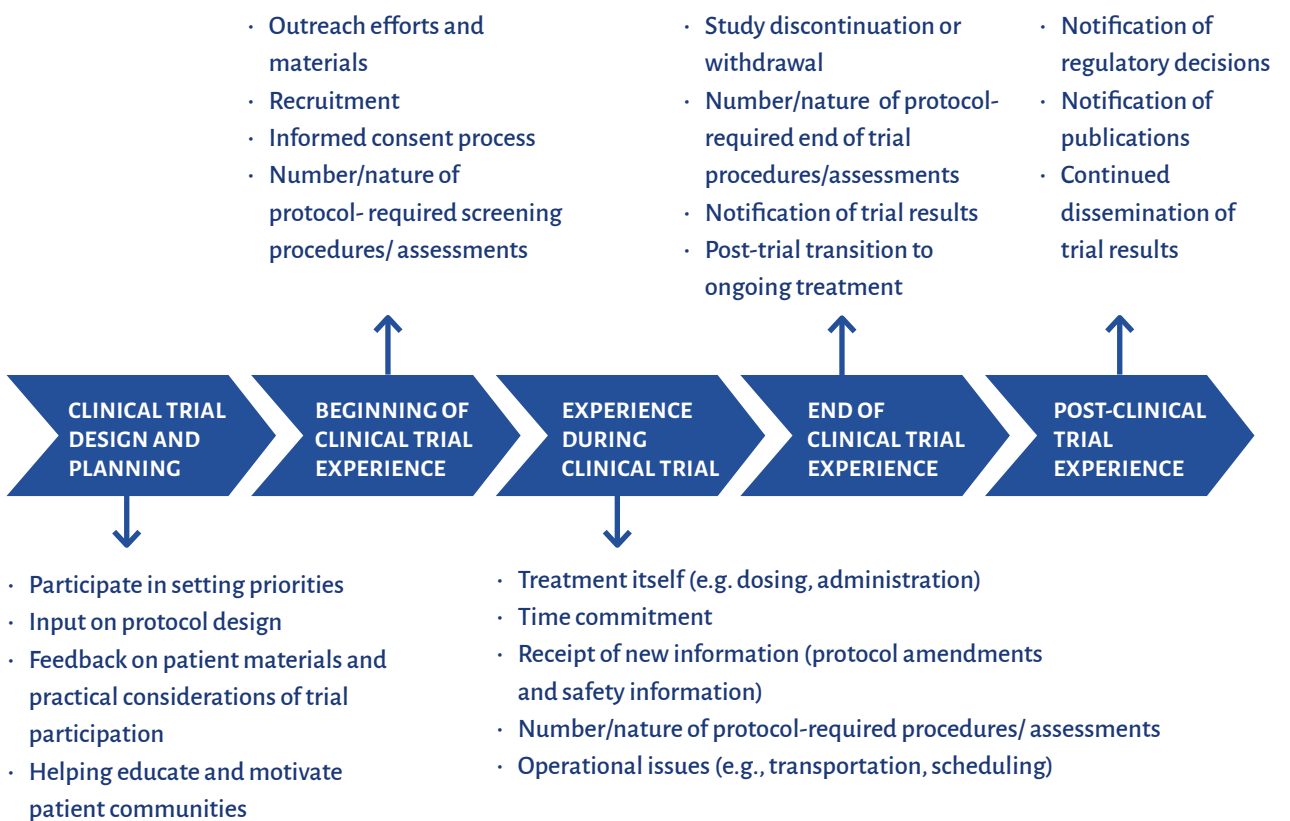 · Outreach efforts and
materials
· Recruitment
· Informed consent process
· Number/nature of
protocol- required screening
procedures/ assessments
· Study discontinuation or
withdrawal
· Number/nature  of protocol-
required end of trial
procedures/assessments
· Notification of trial results
· Post-trial transition to
ongoing treatment
· Notification of
regulatory decisions
· Notification of
publications
· Continued
dissemination of
trial results
CLINICAL TRIAL
DESIGN AND
PLANNING
BEGINNING OF
CLINICAL TRIAL
EXPERIENCE
EXPERIENCE
DURING
CLINICAL TRIAL
END OF
CLINICAL TRIAL
EXPERIENCE
POST-CLINICAL
TRIAL
EXPERIENCE
· Participate in setting priorities
· Input on protocol design
· Feedback on patient materials and
practical considerations of trial
participation
· Helping educate and motivate
patient communities
· Treatment itself (e.g. dosing, administration)
· Time commitment
· Receipt of new information (protocol amendments
and safety information)
· Number/nature of protocol-required procedures/ assessments
· Operational issues (e.g., transportation, scheduling)